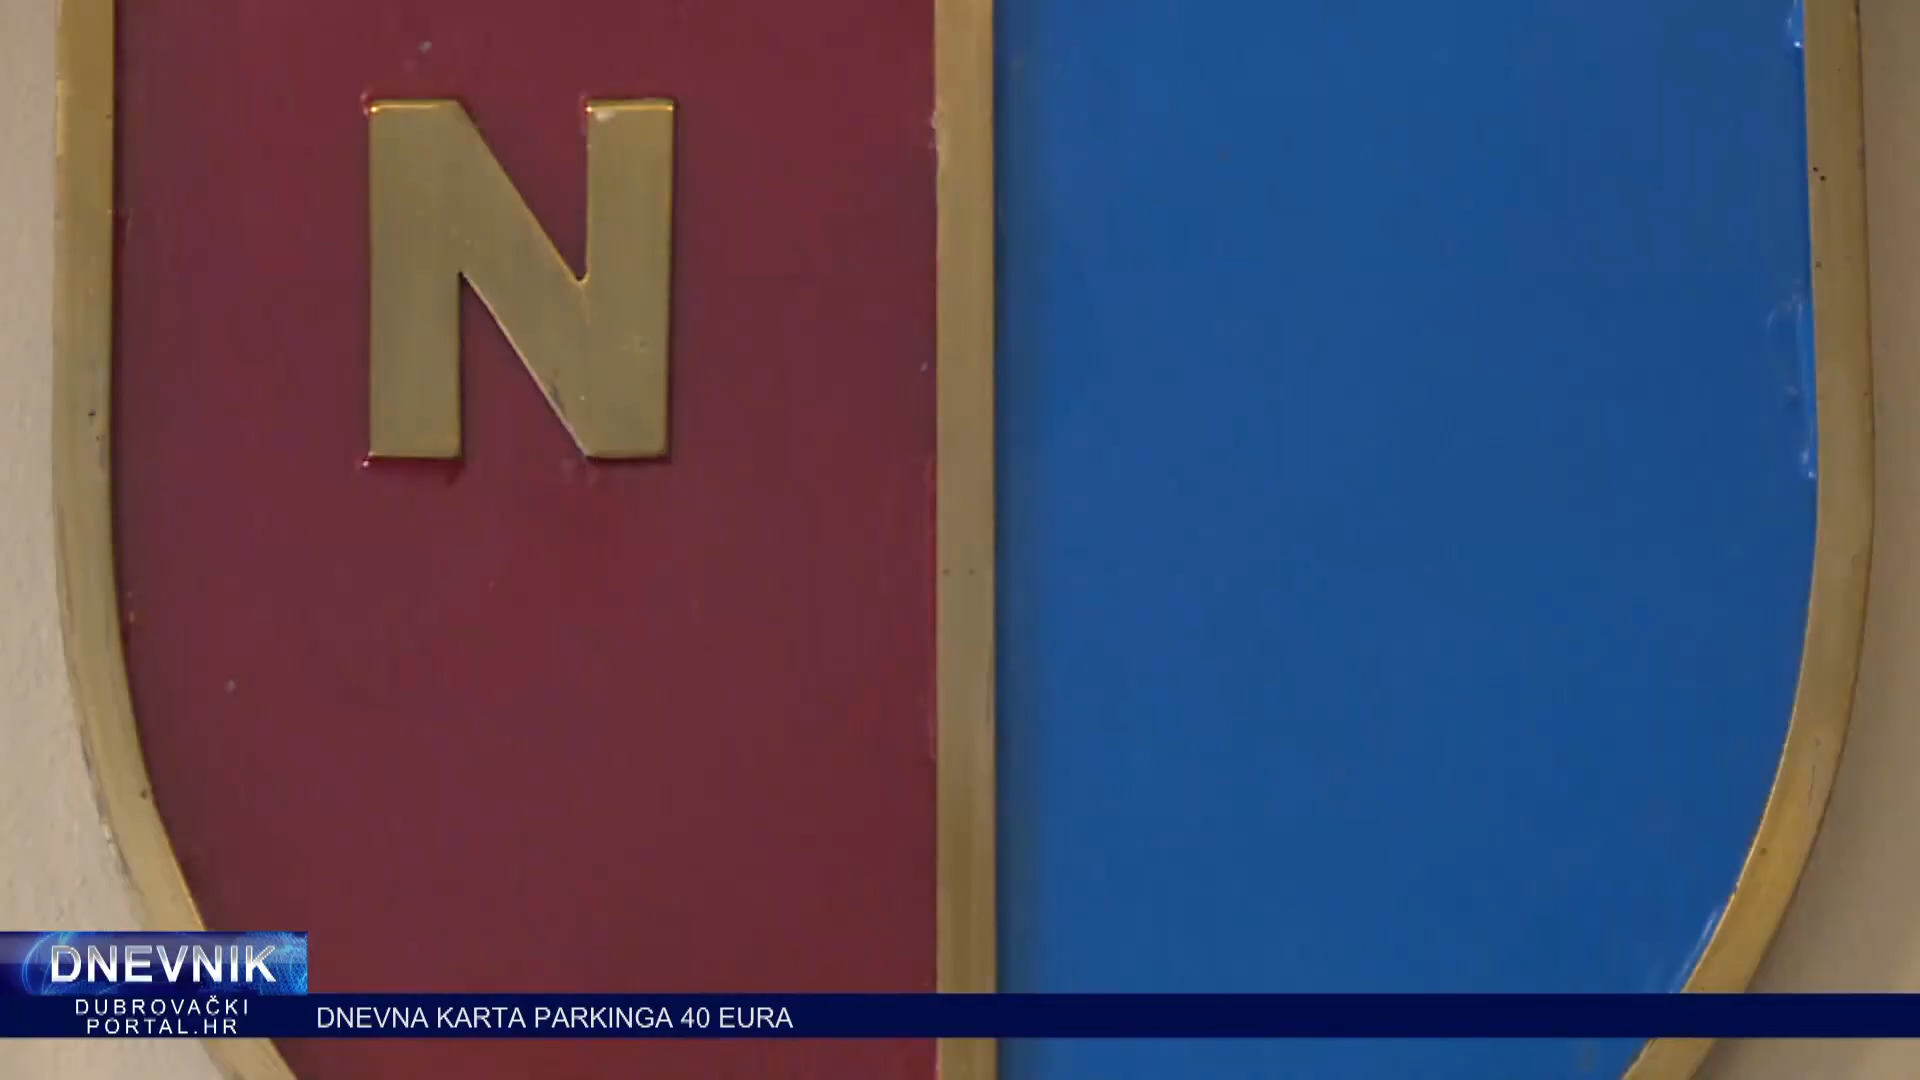 N
DNEVNIK
DUBROVAČKI
PORTAL.HR
DNEVNA KARTA PARKINGA 40 EURA